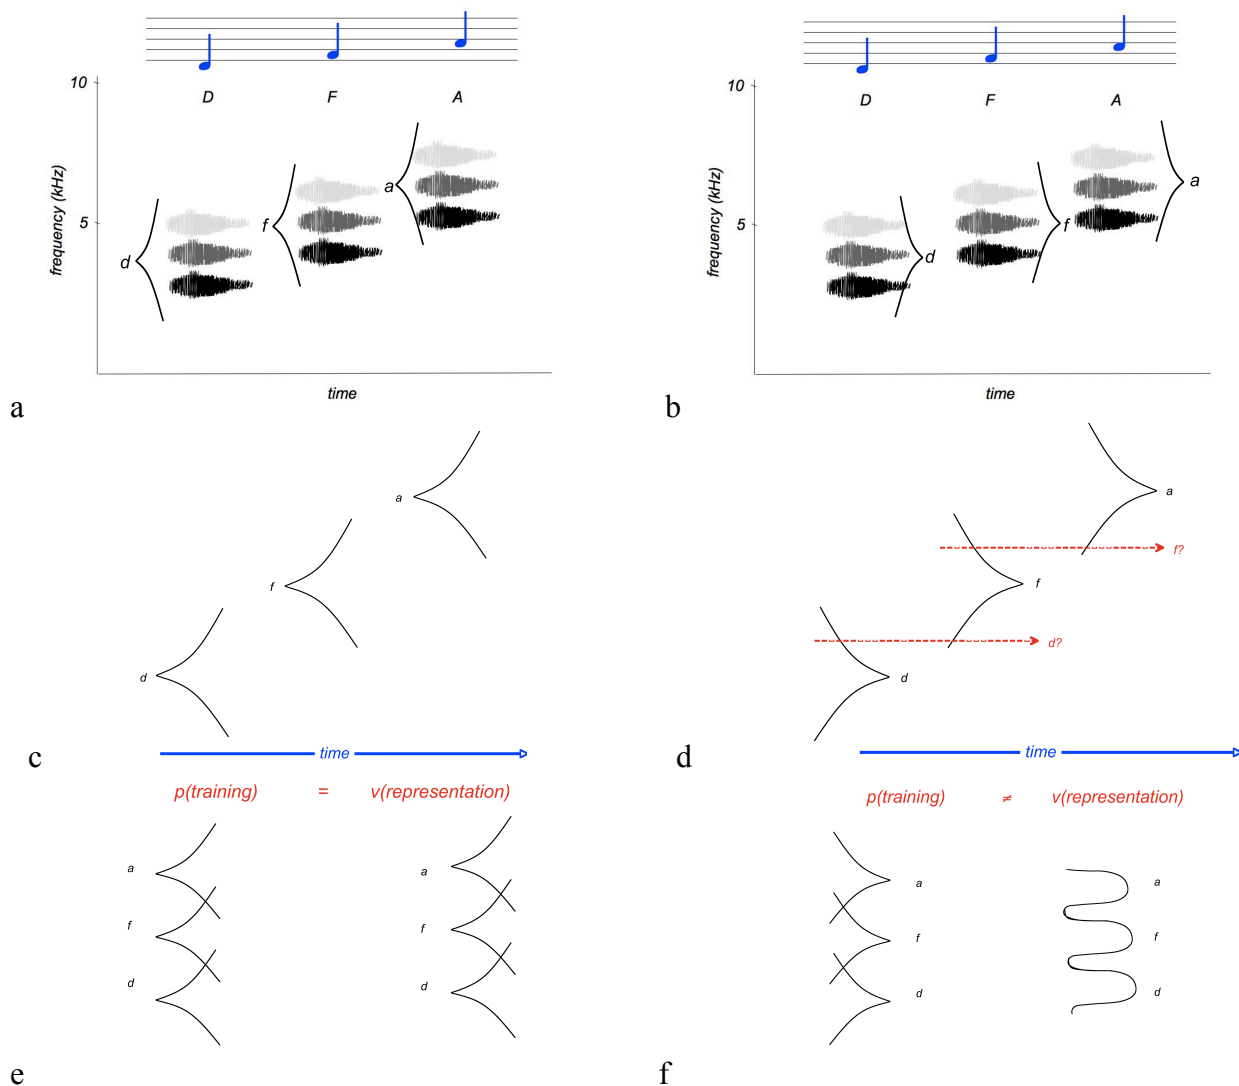 D F A
10
frequency (kHz)
5
d
f
a
time
a
D F A
10
frequency (kHz)
5
d
f
a
time
b
a
f
d
time
c
a
f?
f
d?
d
time
d
p(training) = v(representation)
a a
f f
d d
e
p(training) ≠ v(representation)
a a
f f
d d
f